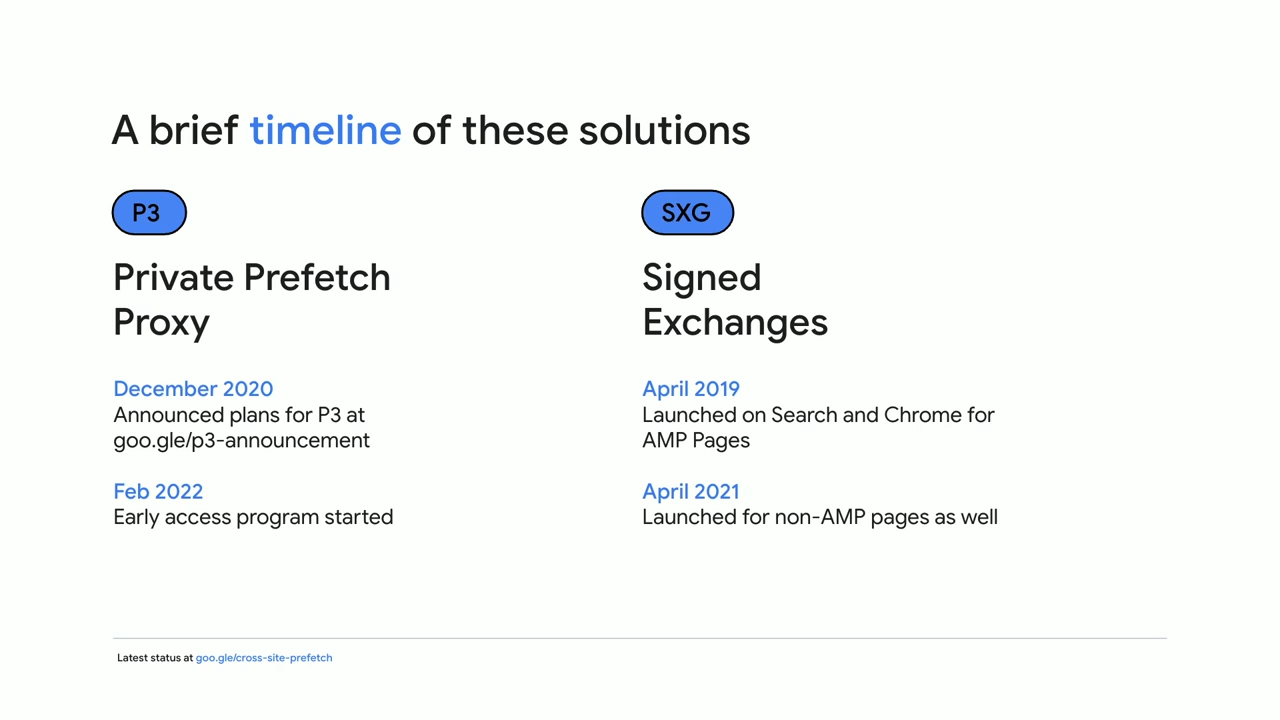 A brief timeline of these solutions
P3
Private Prefetch
Proxy
December 2020
Announced plans for P3 at
goo.gle/p3-announcement
Feb 2022
Early access program started
SXG
Signed
Exchanges
April 2019
Launched on Search and Chrome for
AMP Pages
April 2021
Launched for non-AMP pages as well
Latest status at goo.gle/cross-site-prefetch